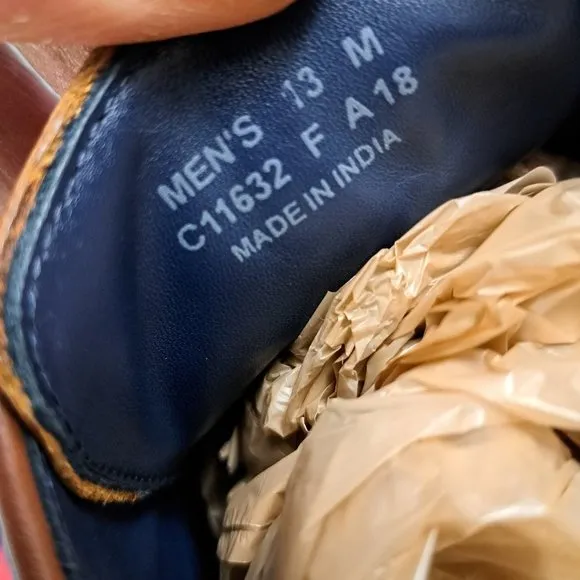 MEN'S 13 M
C11632 F A18
MADE IN INDIA